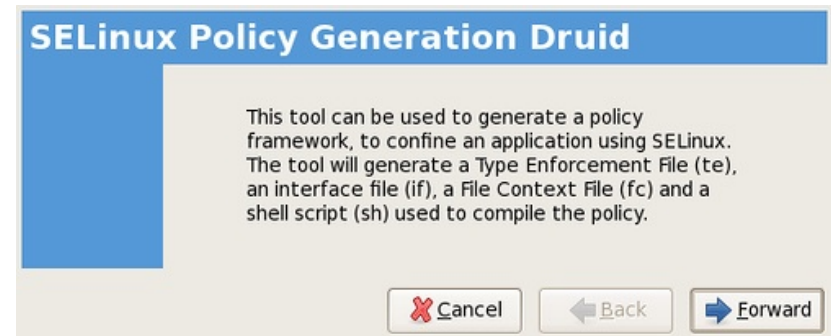 SELinux Policy Generation Druid
This tool can be used to generate a policy
framework, to confine an application using SELinux.
The tool will generate a Type Enforcement File (te),
an interface file (if), a File Context File (fc) and a
shell script (sh) used to compile the policy.
Cancel
Back
Forward